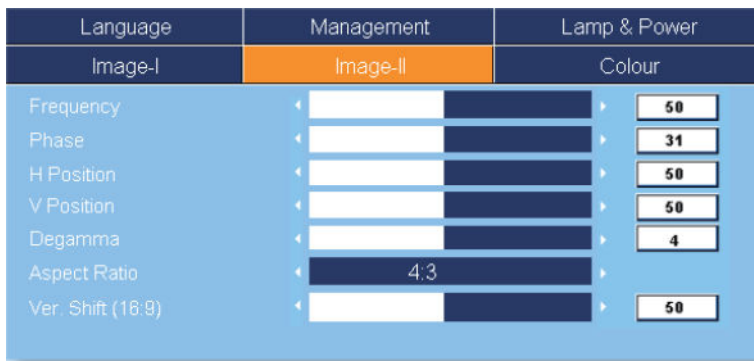 Language Management Lamp & Power
Image-I Image-II Colour
Frequency 50
Phase 31
H Position 50
V Position 50
Degamma 4
Aspect Ratio 4:3
Ver. Shift (16:9) 50